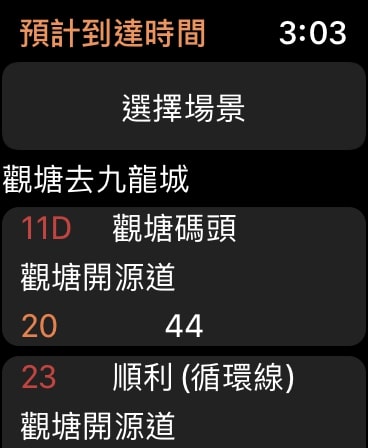 預計到達時間 3:03
選擇場景
觀塘去九龍城
11D 觀塘碼頭
觀塘開源道
20 44
23 順利 (循環線)
觀塘開源道